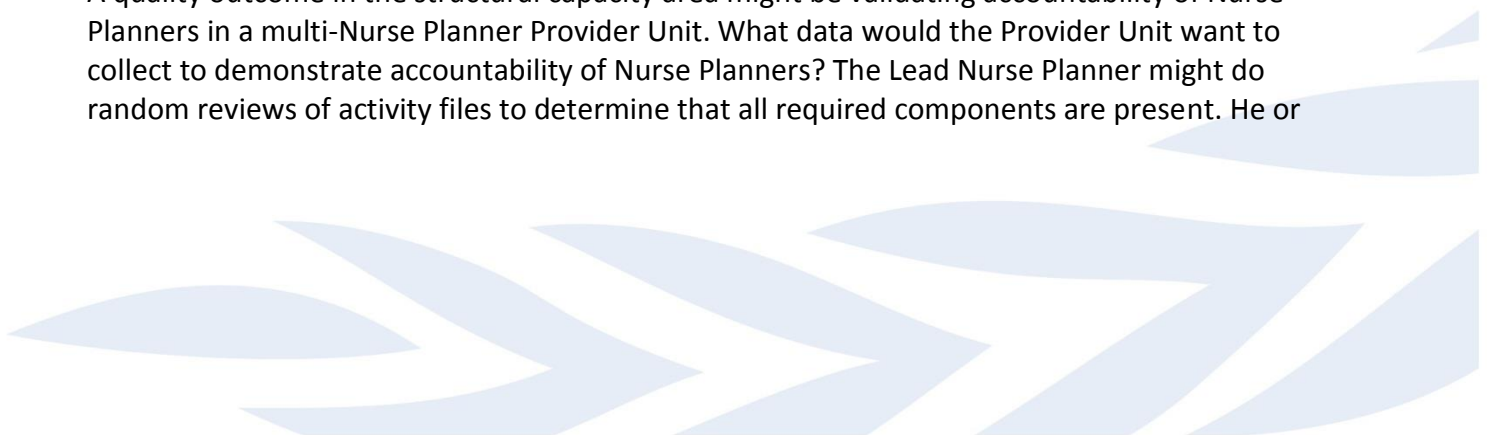 A quality outcome in the structural capacity area might be validating accountability of Nurse
Planners in a multi-Nurse Planner Provider Unit. What data would the Provider Unit want to
collect to demonstrate accountability of Nurse Planners? The Lead Nurse Planner might do
random reviews of activity files to determine that all required components are present. He or